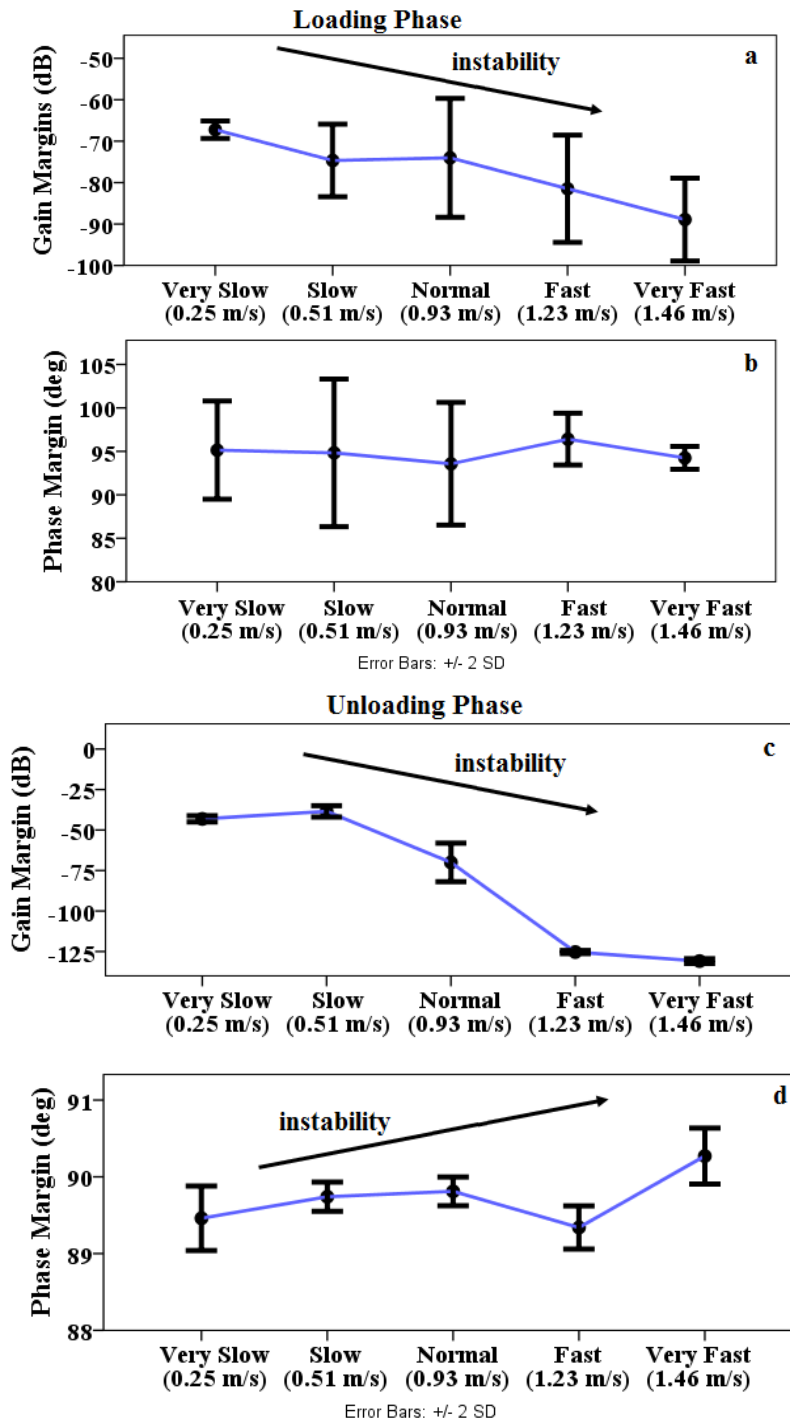 Loading Phase
a
instability
Gain Margins (dB)
-50
-60
-70
-80
-90
-100
Very Slow Slow Normal Fast Very Fast
(0.25 m/s) (0.51 m/s) (0.93 m/s) (1.23 m/s) (1.46 m/s)
b
Phase Margin (deg)
105
100
95
90
85
80
Very Slow Slow Normal Fast Very Fast
(0.25 m/s) (0.51 m/s) (0.93 m/s) (1.23 m/s) (1.46 m/s)
Error Bars: +/- 2 SD
Unloading Phase
c
instability
Gain Margin (dB)
0
-25
-50
-75
-100
-125
Very Slow Slow Normal Fast Very Fast
(0.25 m/s) (0.51 m/s) (0.93 m/s) (1.23 m/s) (1.46 m/s)
d
instability
Phase Margin (deg)
91
90
89
88
Very Slow Slow Normal Fast Very Fast
(0.25 m/s) (0.51 m/s) (0.93 m/s) (1.23 m/s) (1.46 m/s)
Error Bars: +/- 2 SD